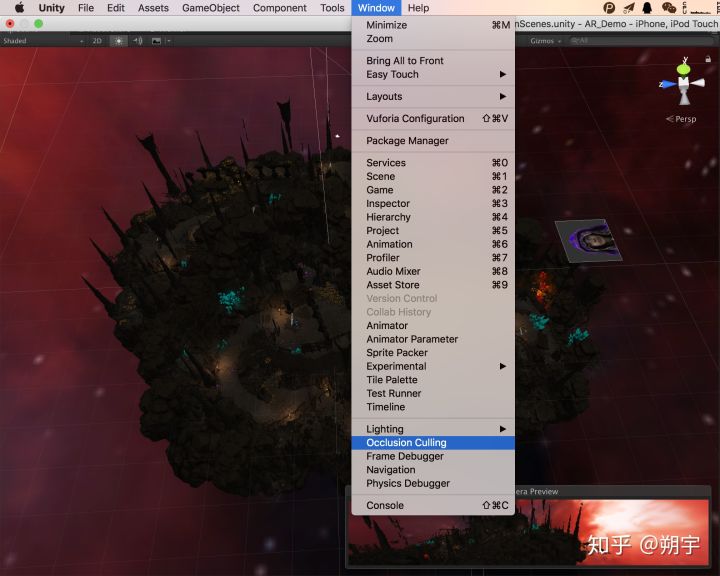 Unity File Edit Assets GameObject Component Tools Window Help
nScenes.unity - AR_Demo - iPhone, iPod Touch
Shaded 2D Gizmos All
Minimize ⌘M
Zoom
Bring All to Front
Easy Touch
Layouts
Vuforia Configuration ⇧⌘V
Package Manager
Services ⌘0
Scene ⌘1
Game ⌘2
Inspector ⌘3
Hierarchy ⌘4
Project ⌘5
Animation ⌘6
Profiler ⌘7
Audio Mixer ⌘8
Asset Store ⌘9
Version Control
Collab History
Animator
Animator Parameter
Sprite Packer
Experimental
Tile Palette
Test Runner
Timeline
Lighting
Occlusion Culling
Frame Debugger
Navigation
Physics Debugger
Console ⇧⌘C
y
z
Persp
era Preview
知乎 @朔宇